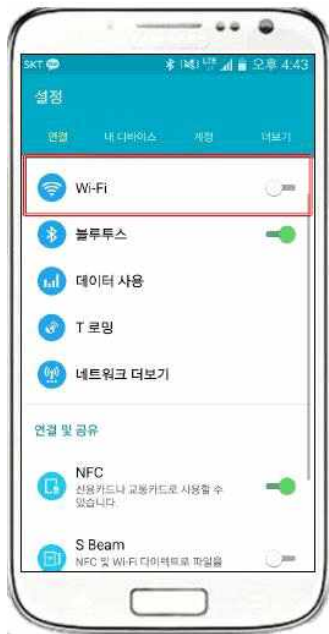 SKT
LTE 오후 4:43
설정
연결 내 디바이스 계정 더보기
Wi-Fi
블루투스
데이터 사용
T 로밍
네트워크 더보기
연결 및 공유
NFC
신용카드나 교통카드로 사용할 수
있습니다.
S Beam
NFC 및 Wi-Fi 다이렉트로 파일을